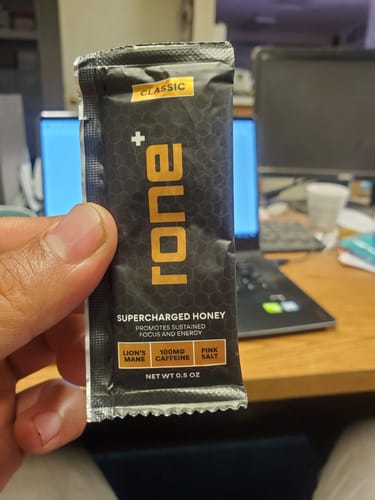 CLASSIC
rone+
SUPERCHARGED HONEY
PROMOTES SUSTAINED
FOCUS AND ENERGY
LION'S MANE
100MG CAFFEINE
PINK SALT
NET WT 0.5 OZ